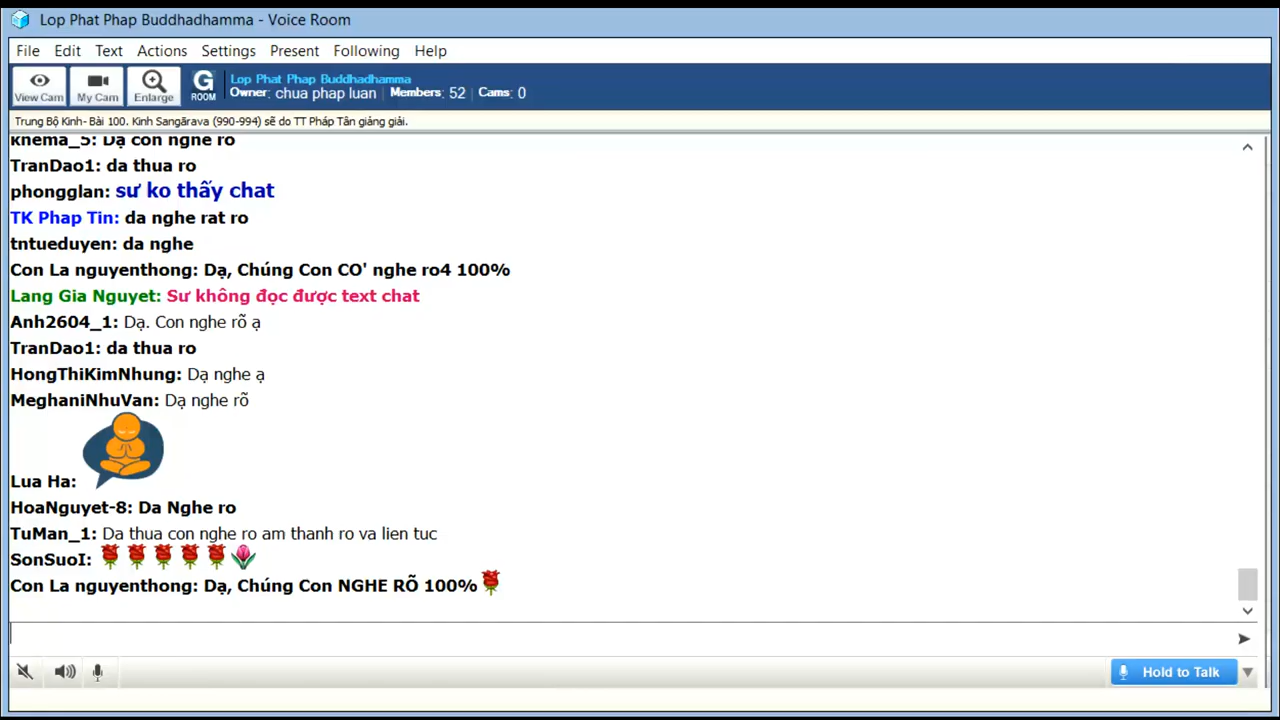 Lop Phat Phap Buddhadhamma - Voice Room
File Edit Text Actions Settings Present Following Help
View Cam My Cam Enlarge G ROOM
Lop Phat Phap Buddhadhamma
Owner: chua phap luan | Members: 52 | Cams: 0
Trung Bộ Kinh- Bài 100. Kinh Sangārava (990-994) sẽ do TT Pháp Tân giảng giải.
khema_5: Dạ con nghe ro
TranDao1: da thua ro
phongglan: sư ko thấy chat
TK Phap Tin: da nghe rat ro
tntueduyen: da nghe
Con La nguyenthong: Dạ, Chúng Con CO' nghe ro4 100%
Lang Gia Nguyet: Sư không đọc được text chat
Anh2604_1: Dạ. Con nghe rõ ạ
TranDao1: da thua ro
HongThiKimNhung: Dạ nghe ạ
MeghaniNhuVan: Dạ nghe rõ
Lua Ha:
HoaNguyet-8: Da Nghe ro
TuMan_1: Da thua con nghe ro am thanh ro va lien tuc
SonSuoI:
Con La nguyenthong: Dạ, Chúng Con NGHE RÕ 100%
Hold to Talk